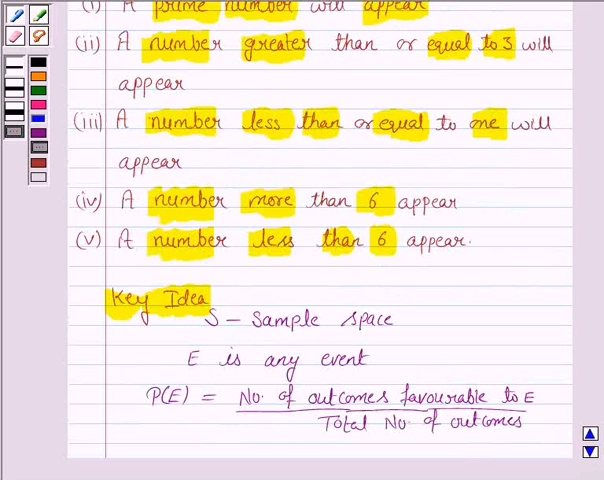 (i) A prime number will appear
(ii) A number greater than or equal to 3 will
appear
(iii) A number less than or equal to one will
appear
(iv) A number more than 6 appear
(v) A number less than 6 appear.
Key Idea
S - Sample space
E is any event
P(E) = No. of outcomes favourable to E
Total No. of outcomes